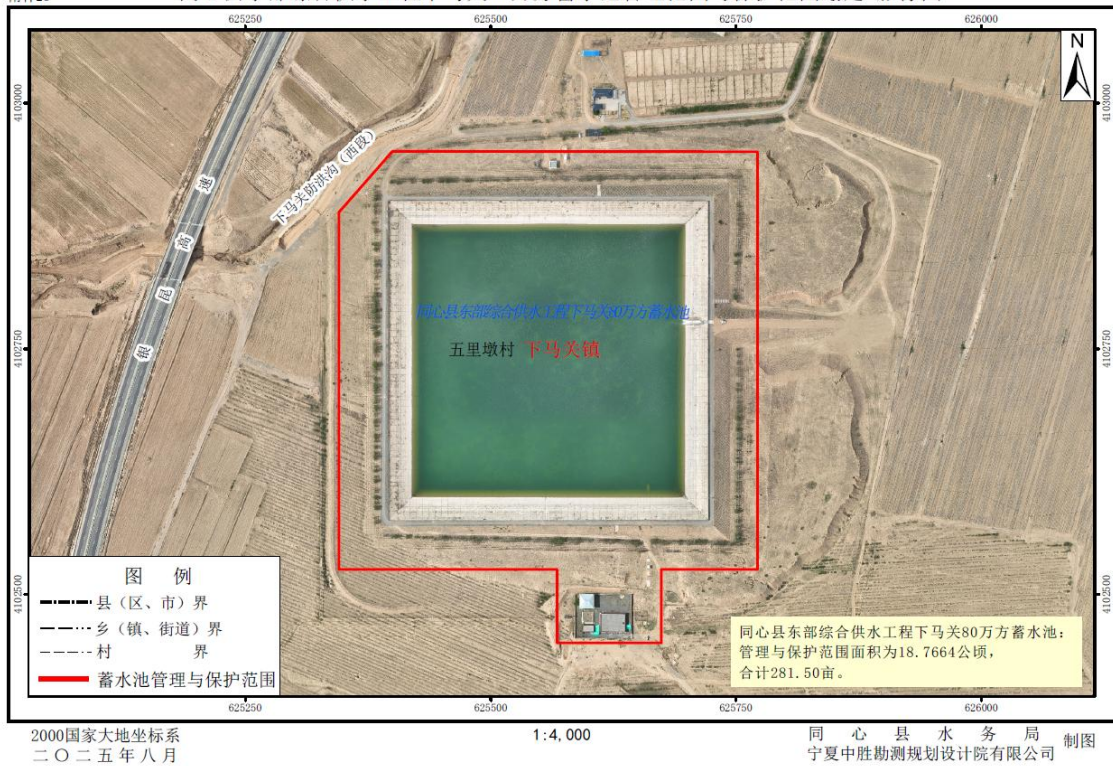 625250 625500 625750 626000
N
4103000 4103000
下马关防洪沟（西段）
银昆高速
同心县东部综合供水工程下马关80万方蓄水池
五里墩村 下马关镇
4102750 4102750
图 例
县（区、市）界
乡（镇、街道）界
村 界
蓄水池管理与保护范围
4102500 4102500
同心县东部综合供水工程下马关80万方蓄水池：
管理与保护范围面积为18.7664公顷，
合计281.50亩。
625250 625500 625750 626000
2000国家大地坐标系
二〇二五年八月
1:4,000
同心县水务局
宁夏中胜勘测规划设计院有限公司 制图